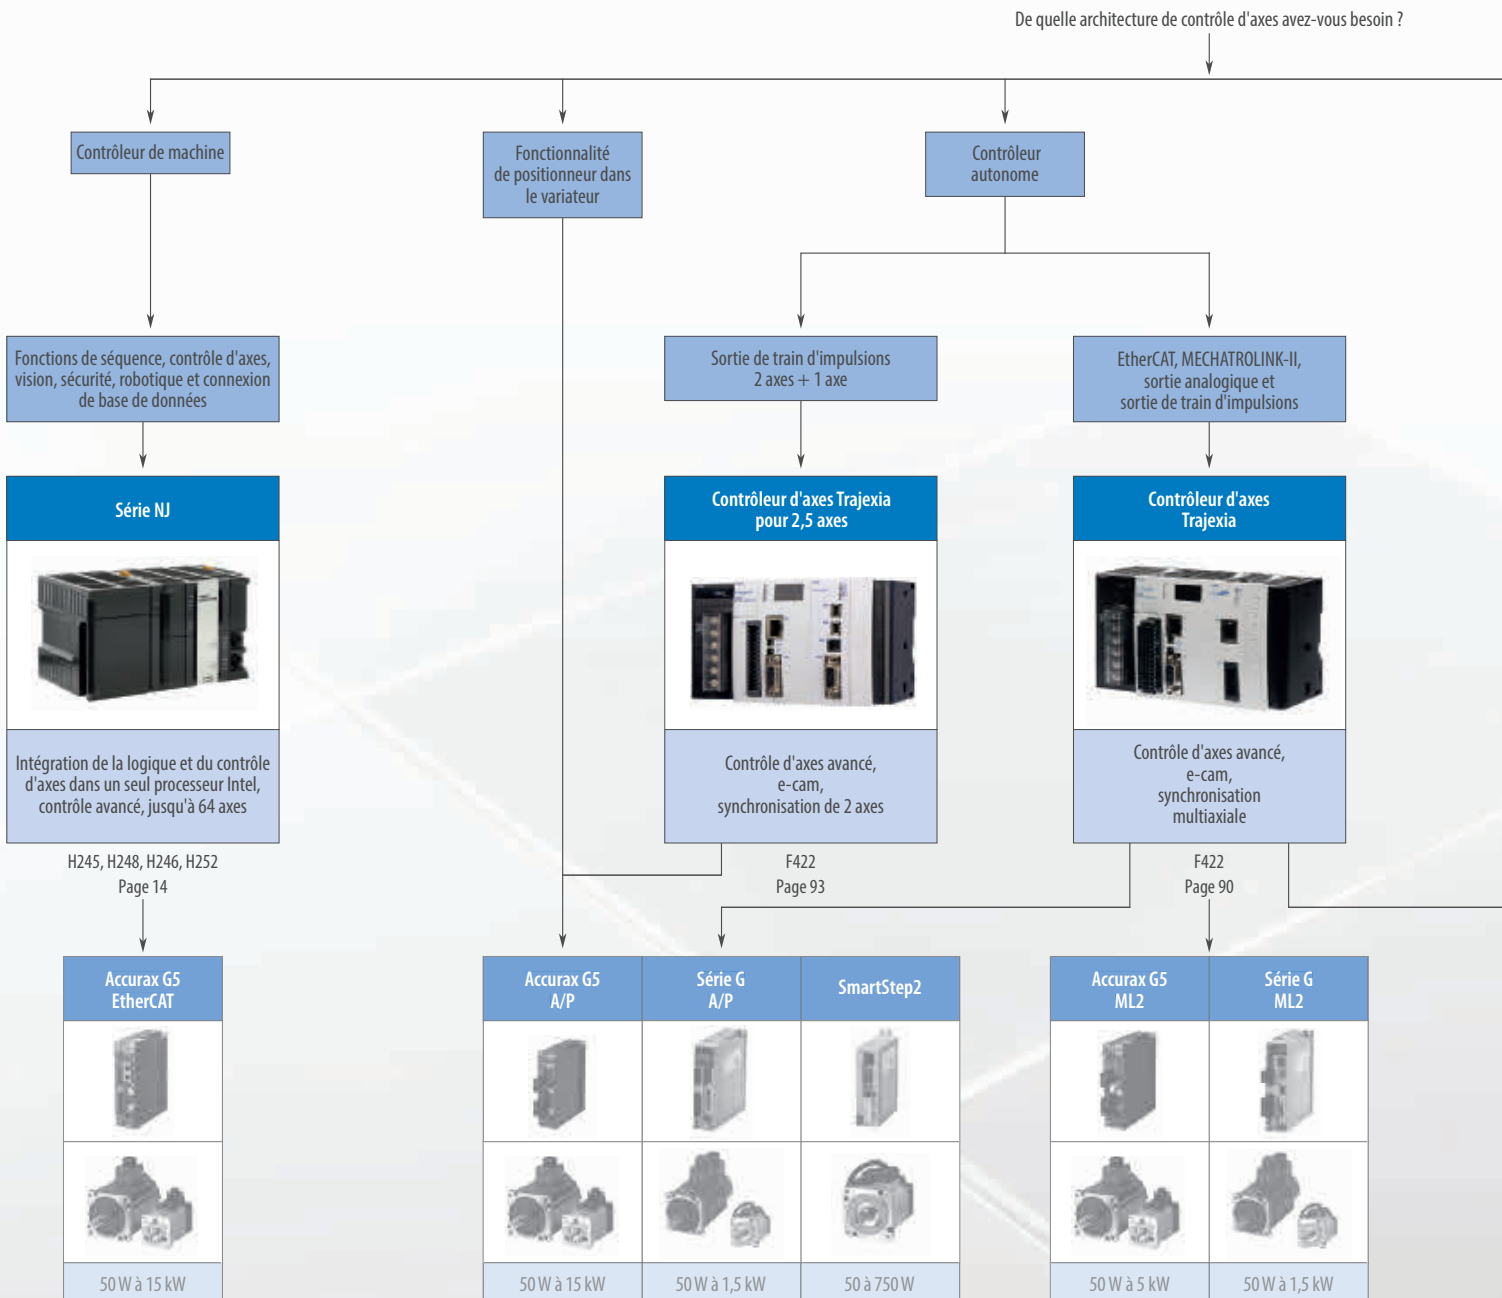 De quelle architecture de contrôle d'axes avez-vous besoin ?
Contrôleur de machine
Fonctionnalité
de positionneur dans
le variateur
Contrôleur
autonome
Fonctions de séquence, contrôle d'axes,
vision, sécurité, robotique et connexion
de base de données
Sortie de train d'impulsions
2 axes + 1 axe
EtherCAT, MECHATROLINK-II,
sortie analogique et
sortie de train d'impulsions
Série NJ
Contrôleur d'axes Trajexia
pour 2,5 axes
Contrôleur d'axes
Trajexia
Intégration de la logique et du contrôle
d'axes dans un seul processeur Intel,
contrôle avancé, jusqu'à 64 axes
Contrôle d'axes avancé,
e-cam,
synchronisation de 2 axes
Contrôle d'axes avancé,
e-cam,
synchronisation
multiaxiale
H245, H248, H246, H252
Page 14
F422
Page 93
F422
Page 90
Accurax G5
EtherCAT
Accurax G5
A/P
Série G
A/P
SmartStep2
Accurax G5
ML2
Série G
ML2
50 W à 15 kW
50 W à 15 kW
50 W à 1,5 kW
50 à 750 W
50 W à 5 kW
50 W à 1,5 kW